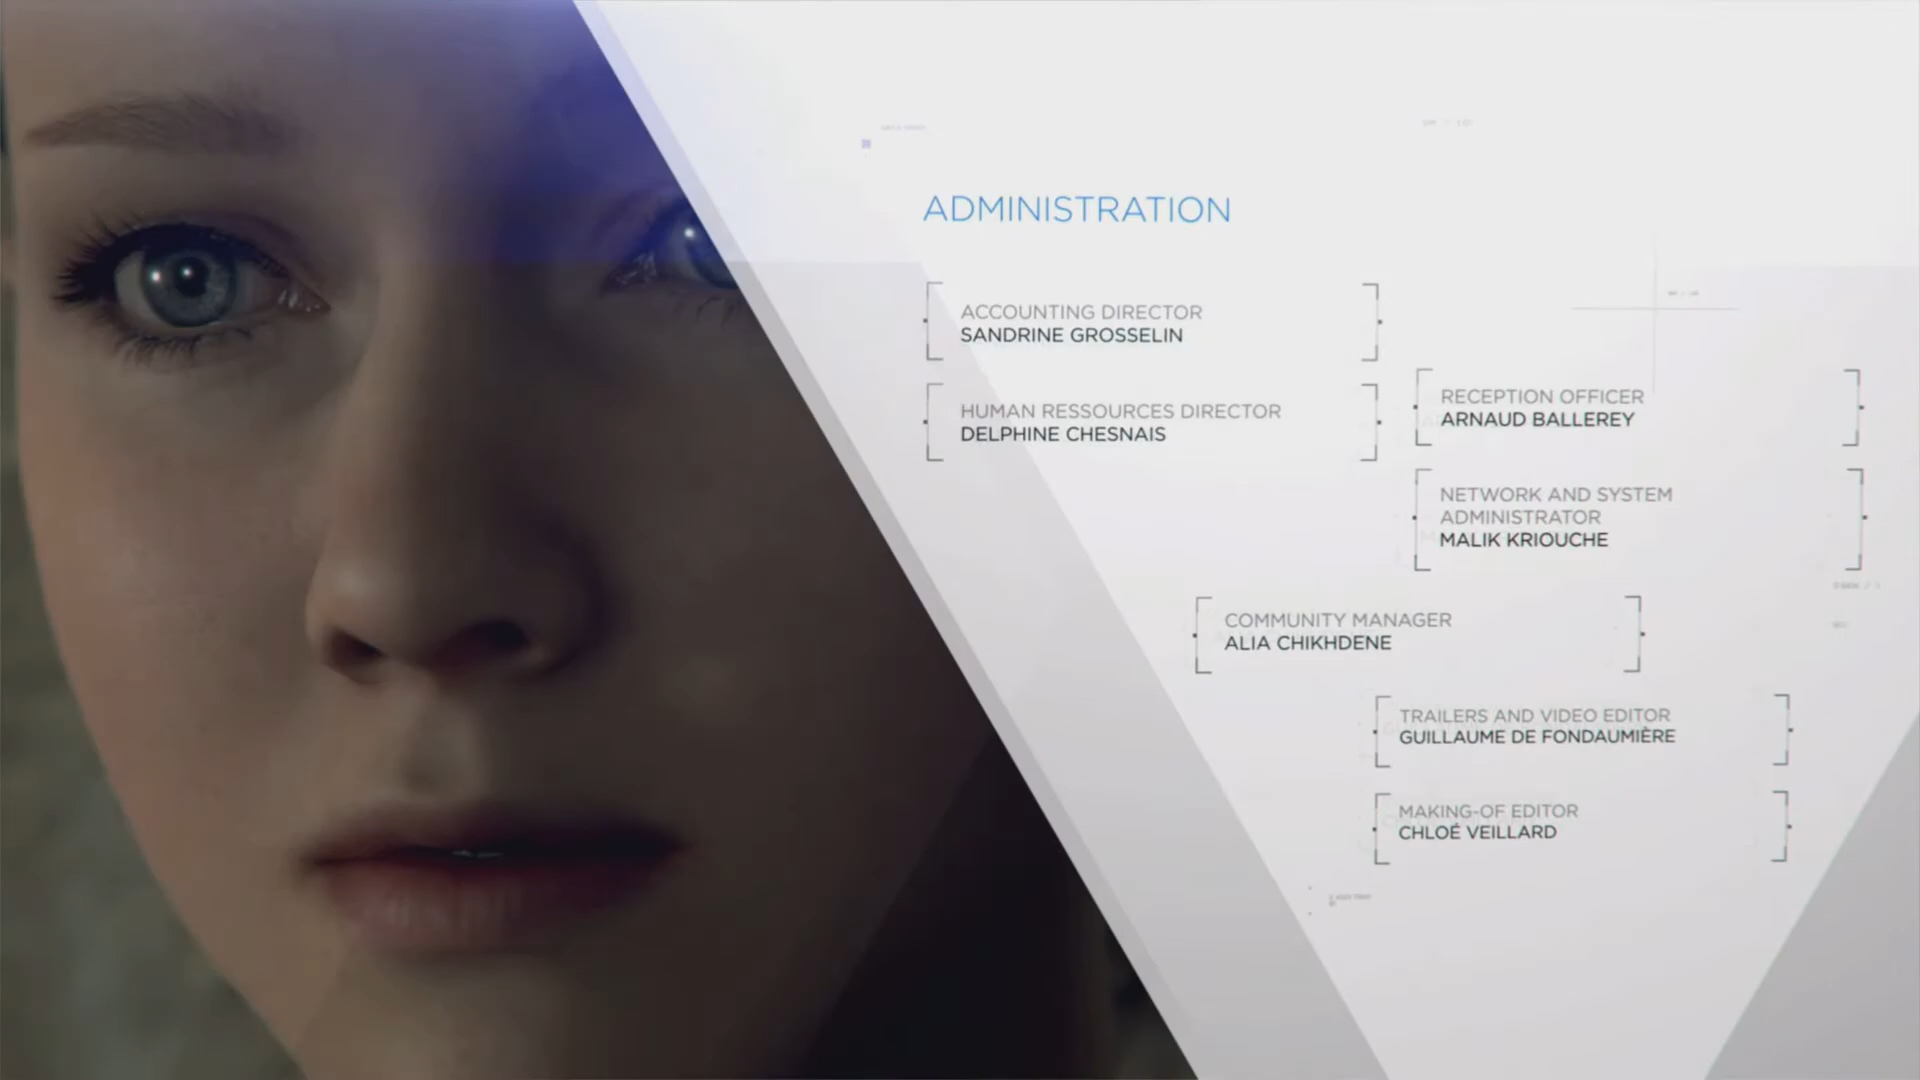 ADMINISTRATION
ACCOUNTING DIRECTOR
SANDRINE GROSSELIN
HUMAN RESSOURCES DIRECTOR
DELPHINE CHESNAIS
RECEPTION OFFICER
ARNAUD BALLEREY
NETWORK AND SYSTEM
ADMINISTRATOR
MALIK KRIOUCHE
COMMUNITY MANAGER
ALIA CHIKHDENE
TRAILERS AND VIDEO EDITOR
GUILLAUME DE FONDAUMIÈRE
MAKING-OF EDITOR
CHLOÉ VEILLARD